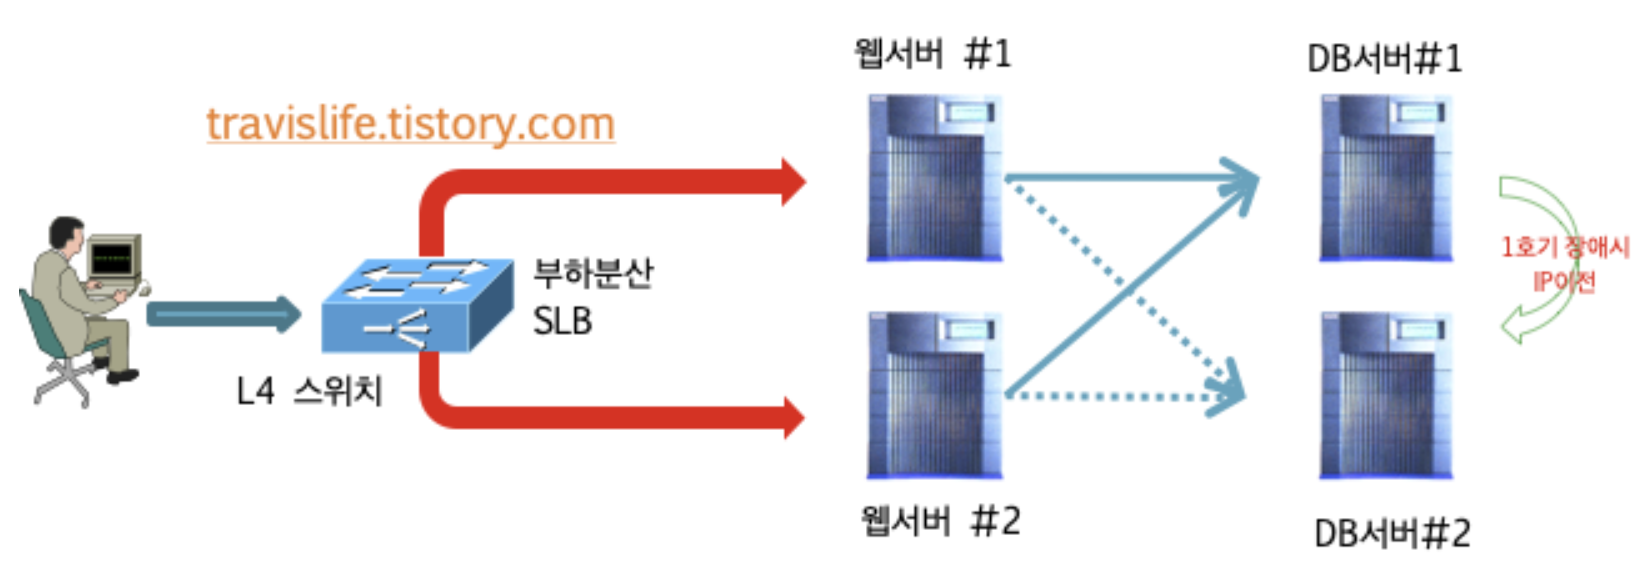 웹서버 #1
DB서버#1
travislife.tistory.com
부하분산
SLB
1호기 장애시
IP이전
L4 스위치
웹서버 #2
DB서버#2